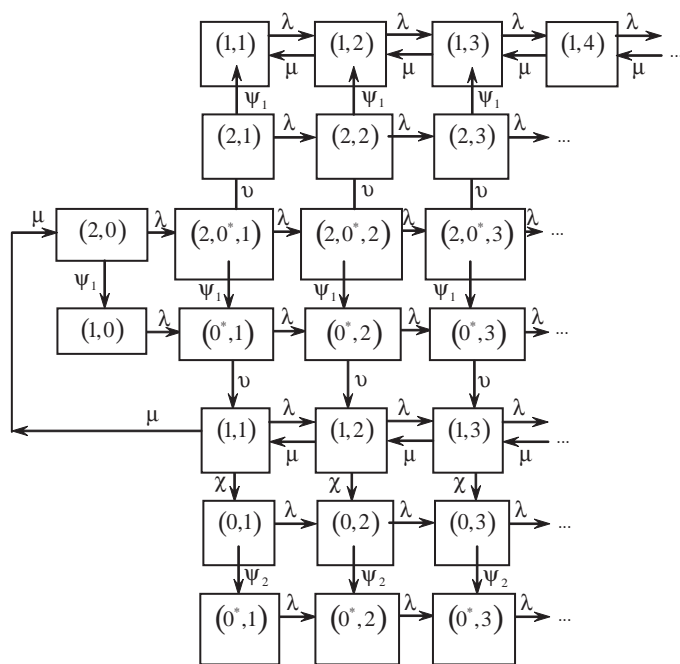 λ λ λ λ
(1,1) (1,2) (1,3) (1,4)
μ μ μ μ ...
ψ₁ ψ₁ ψ₁
λ λ λ
(2,1) (2,2) (2,3) ...
υ υ υ
μ λ λ λ λ
(2,0) (2,0*,1) (2,0*,2) (2,0*,3) ...
ψ₁ ψ₁ ψ₁ ψ₁
λ λ λ λ
(1,0) (0*,1) (0*,2) (0*,3) ...
υ υ υ
μ λ λ λ
(1,1) (1,2) (1,3) ...
μ μ μ
χ χ χ
λ λ λ
(0,1) (0,2) (0,3) ...
ψ₂ ψ₂ ψ₂
λ λ λ
(0*,1) (0*,2) (0*,3) ...